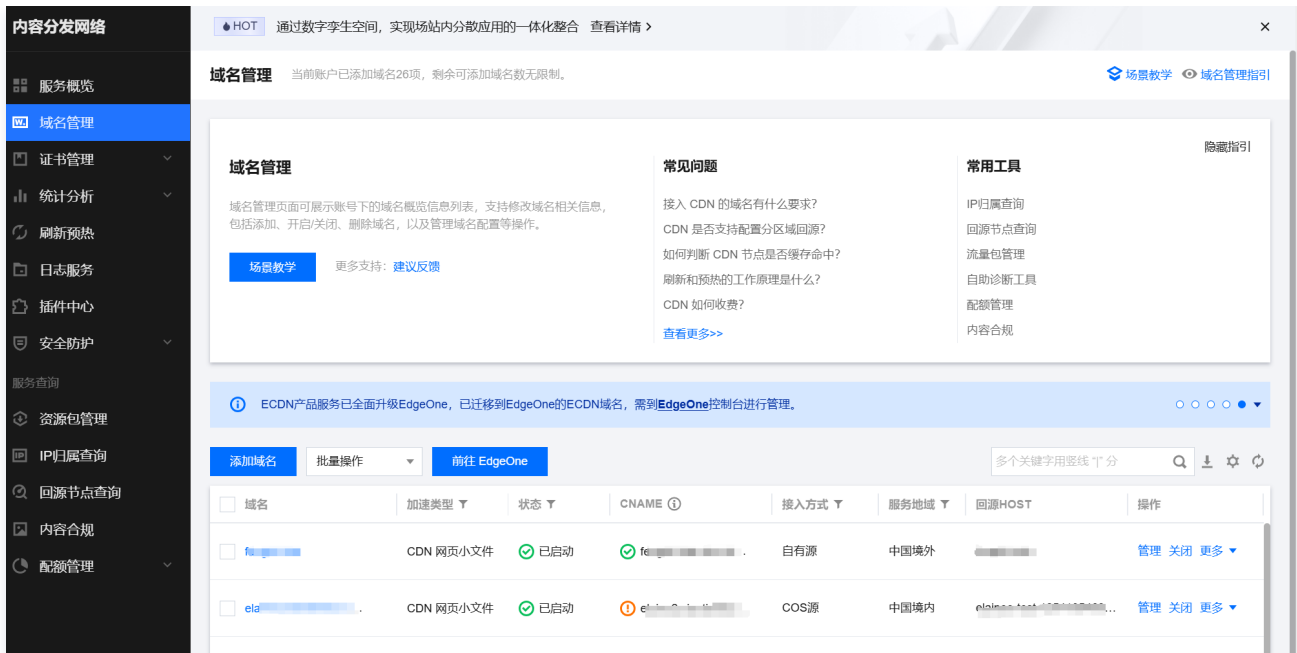 内容分发网络
HOT 通过数字孪生空间，实现场站内分散应用的一体化整合 查看详情 >
服务概览
域名管理
证书管理
统计分析
刷新预热
日志服务
插件中心
安全防护
服务查询
资源包管理
IP归属查询
回源节点查询
内容合规
配额管理
域名管理 当前账户已添加域名26项，剩余可添加域名数无限制。
场景教学 域名管理指引
隐藏指引
域名管理
域名管理页面可展示账号下的域名概览信息列表，支持修改域名相关信息，
包括添加、开启/关闭、删除域名，以及管理域名配置等操作。
场景教学 更多支持：建议反馈
常见问题
接入 CDN 的域名有什么要求?
CDN 是否支持配置分区域回源?
如何判断 CDN 节点是否缓存命中?
刷新和预热的工作原理是什么?
CDN 如何收费?
查看更多>>
常用工具
IP归属查询
回源节点查询
流量包管理
自助诊断工具
配额管理
内容合规
ECDN产品服务已全面升级EdgeOne，已迁移到EdgeOne的ECDN域名，需到EdgeOne控制台进行管理。
添加域名 批量操作 前往 EdgeOne 多个关键字用竖线 "|" 分
域名 加速类型 状态 CNAME 接入方式 服务地域 回源HOST 操作
CDN 网页小文件 已启动 自有源 中国境外 管理 关闭 更多
ela CDN 网页小文件 已启动 COS源 中国境内 管理 关闭 更多